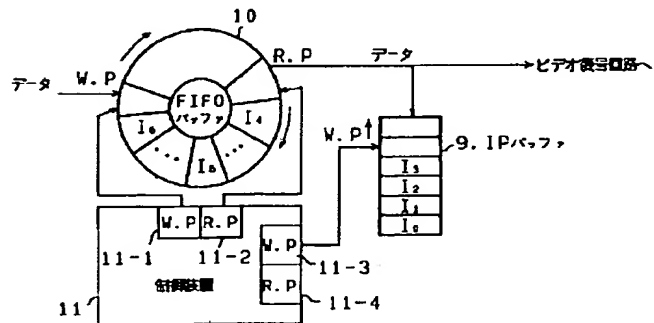 10
R.P
データ
ビデオ復号回路へ
W.P
データ
FIFO
バッファ
I₆
I₄
I₅
...
...
W.P↑
9. IPバッファ
I₃
I₂
I₁
I₀
W.P
R.P
11-1
11-2
W.P
11-3
制御装置
R.P
11
11-4